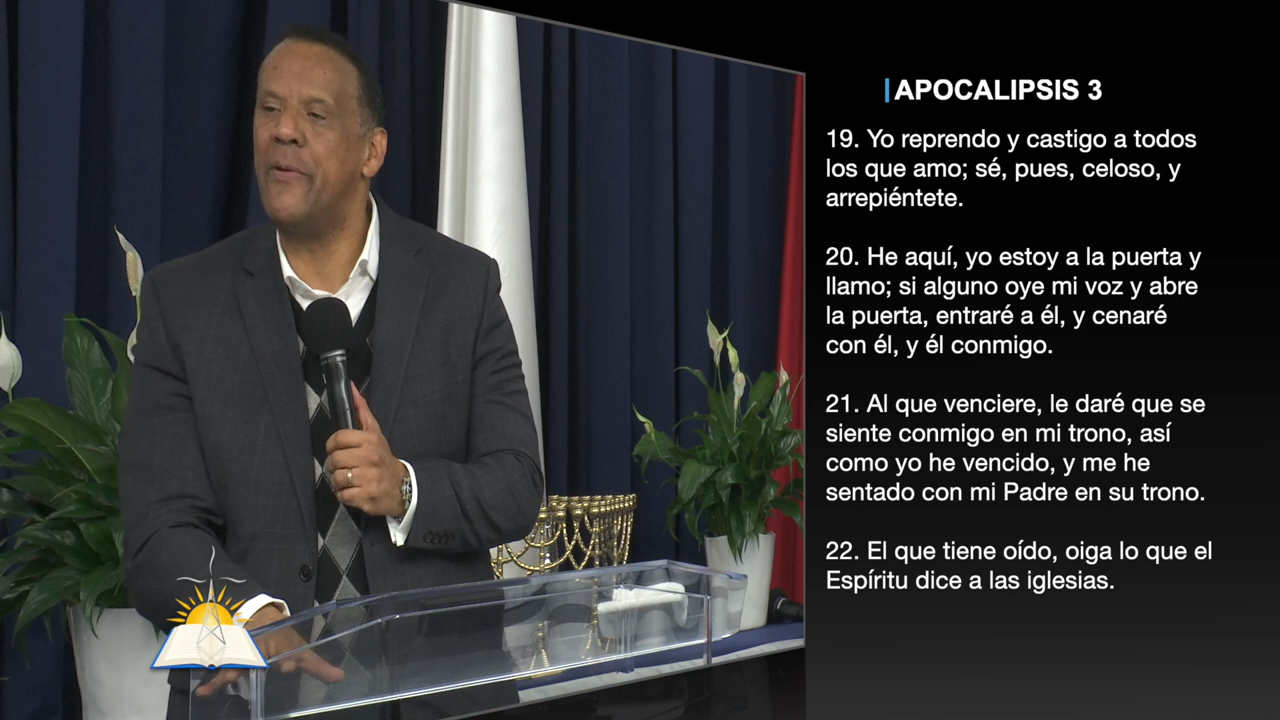 APOCALIPSIS 3
19. Yo reprendo y castigo a todos
los que amo; sé, pues, celoso, y
arrepiéntete.
20. He aquí, yo estoy a la puerta y
llamo; si alguno oye mi voz y abre
la puerta, entraré a él, y cenaré
con él, y él conmigo.
21. Al que venciere, le daré que se
siente conmigo en mi trono, así
como yo he vencido, y me he
sentado con mi Padre en su trono.
22. El que tiene oído, oiga lo que el
Espíritu dice a las iglesias.